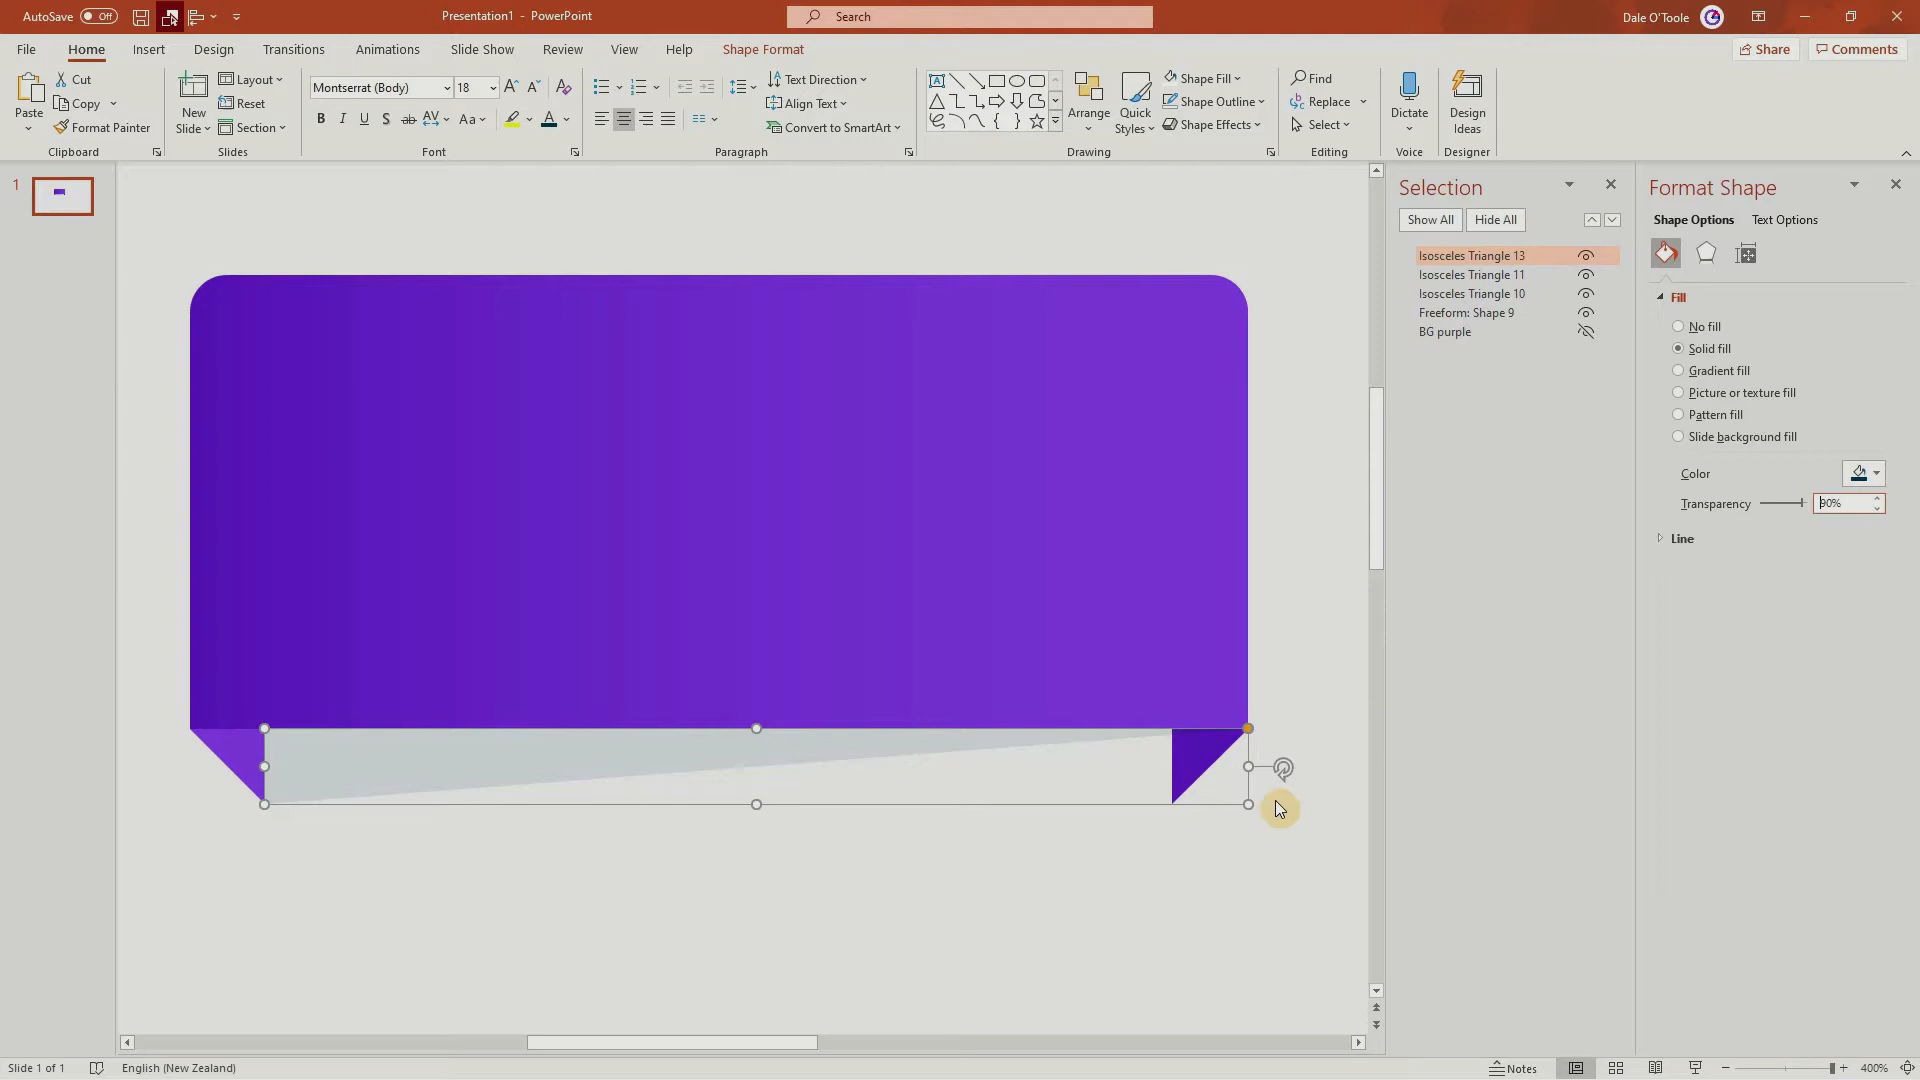 AutoSave Off Presentation1 - PowerPoint Search Dale O'Toole
File Home Insert Design Transitions Animations Slide Show Review View Help Shape Format Share Comments
Paste
Cut
Copy
Format Painter
Clipboard
New
Slide
Layout
Reset
Section
Slides
Montserrat (Body) 18
Font
Text Direction
Align Text
Convert to SmartArt
Paragraph
Arrange
Quick
Styles
Shape Fill
Shape Outline
Shape Effects
Drawing
Find
Replace
Select
Editing
Dictate
Voice
Design
Ideas
Designer
1
Selection
Show All Hide All
Isosceles Triangle 13
Isosceles Triangle 11
Isosceles Triangle 10
Freeform: Shape 9
BG purple
Format Shape
Shape Options Text Options
Fill
No fill
Solid fill
Gradient fill
Picture or texture fill
Pattern fill
Slide background fill
Color
Transparency 90%
Line
Slide 1 of 1 English (New Zealand) Notes 400%